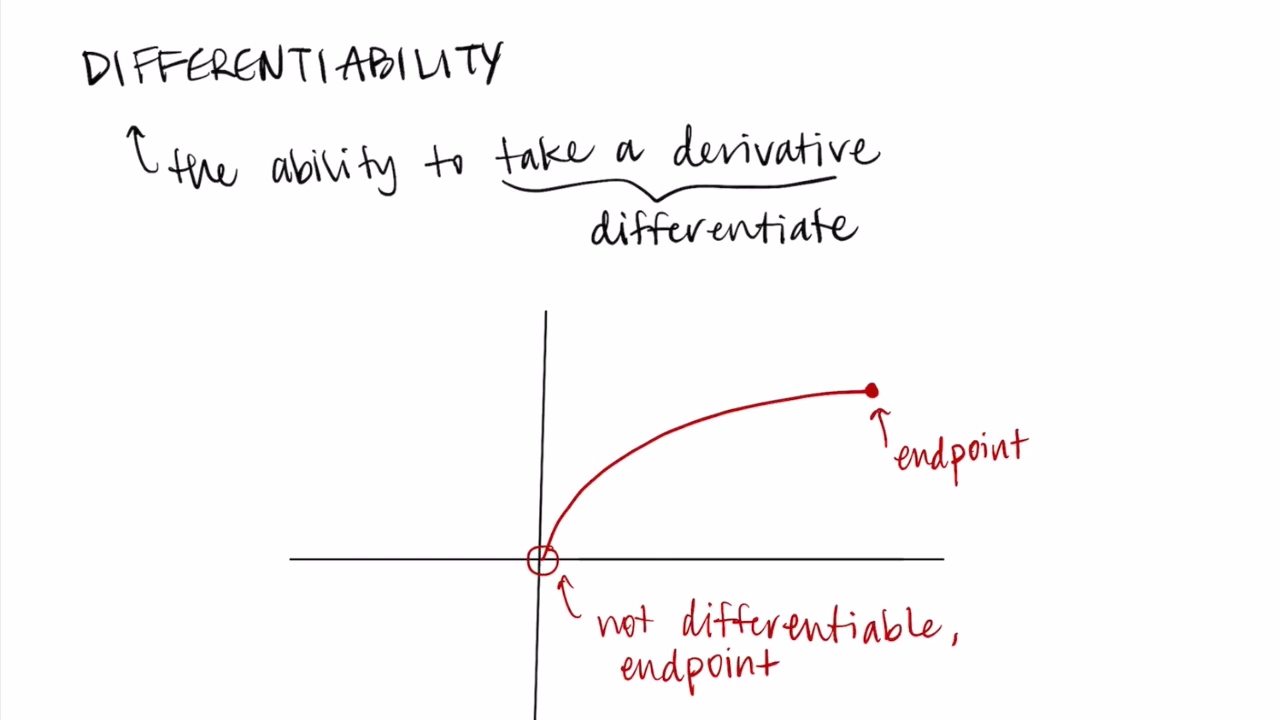 DIFFERENTIABILITY
the ability to take a derivative
differentiate
endpoint
not differentiable,
endpoint